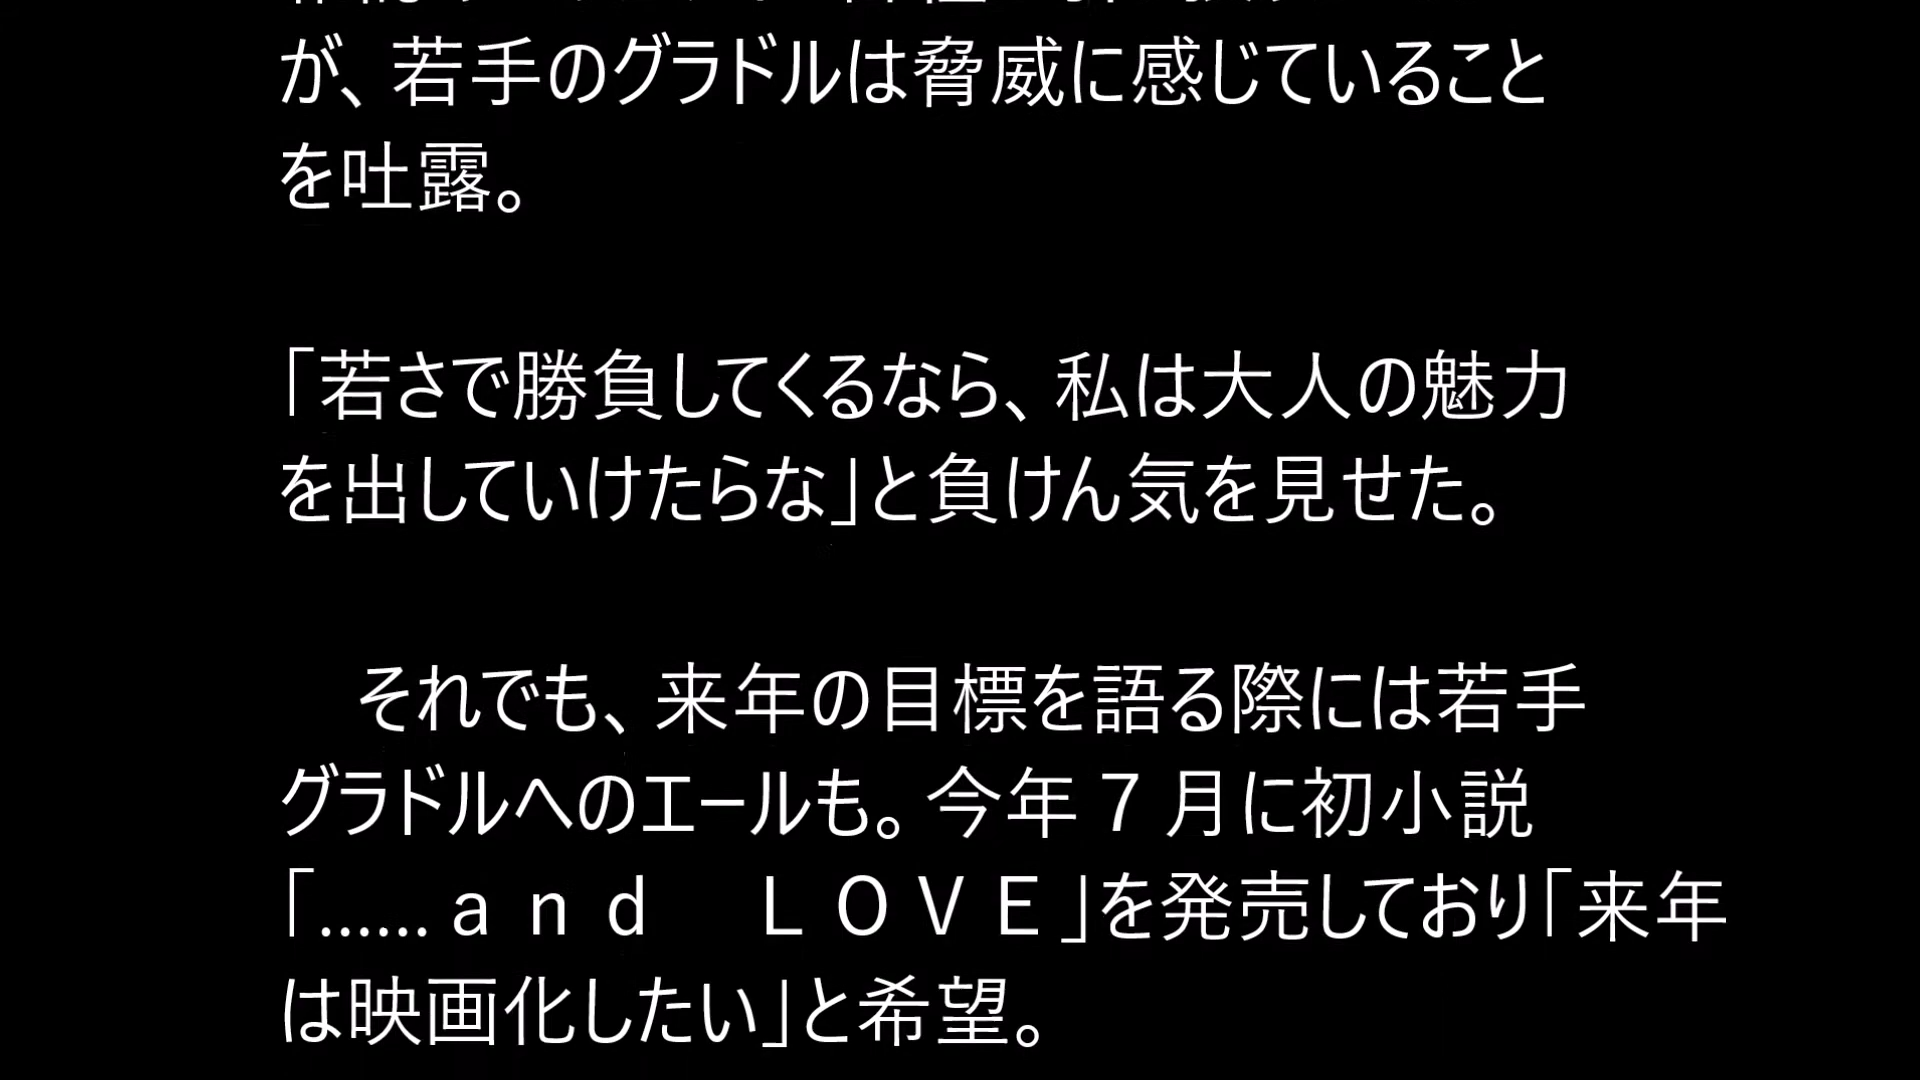 が、若手のグラドルは脅威に感じていること
を吐露。
「若さで勝負してくるなら、私は大人の魅力
を出していけたらな」と負けん気を見せた。
　それでも、来年の目標を語る際には若手
グラドルへのエールも。今年７月に初小説
「……ａｎｄ　ＬＯＶＥ」を発売しており「来年
は映画化したい」と希望。